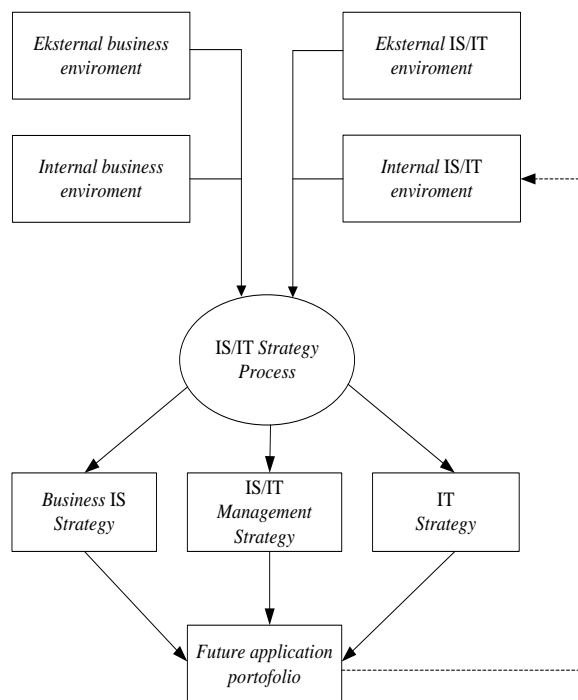 Eksternal business
enviroment
Eksternal IS/IT
enviroment
Internal business
enviroment
Internal IS/IT
enviroment
IS/IT Strategy
Process
Business IS
Strategy
IS/IT
Management
Strategy
IT
Strategy
Future application
portofolio